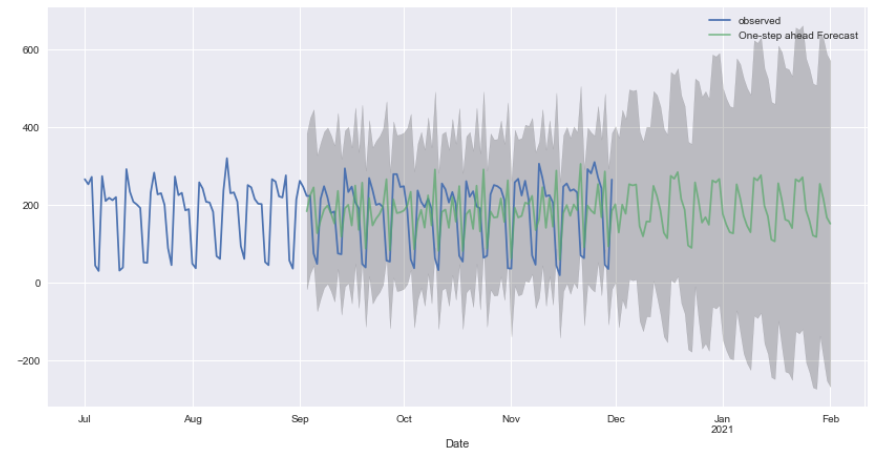 observed
One-step ahead Forecast
600
400
200
0
−200
Jul
Aug
Sep
Oct
Nov
Dec
Jan
2021
Feb
Date